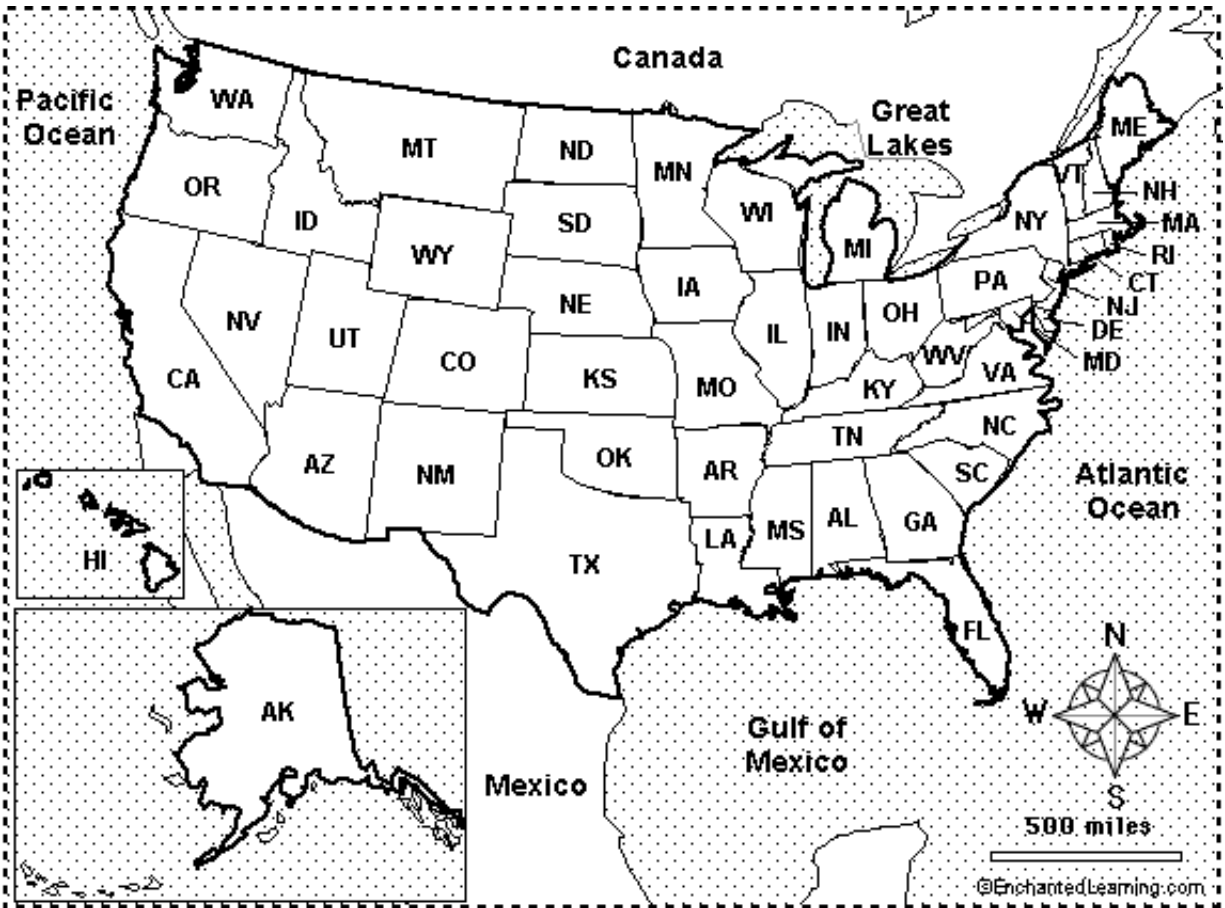 Canada
Pacific
Ocean
Great
Lakes
WA
MT
ND
MN
ME
OR
ID
SD
WI
VT
NH
WY
MI
NY
MA
RI
CT
IA
PA
NJ
NE
OH
DE
NV
UT
IL
IN
WV
MD
CA
CO
KS
MO
KY
VA
AZ
NM
OK
AR
TN
NC
SC
Atlantic
Ocean
HI
TX
LA
MS
AL
GA
FL
N
AK
W
E
Gulf of
Mexico
Mexico
S
500 miles
©EnchantedLearning.com